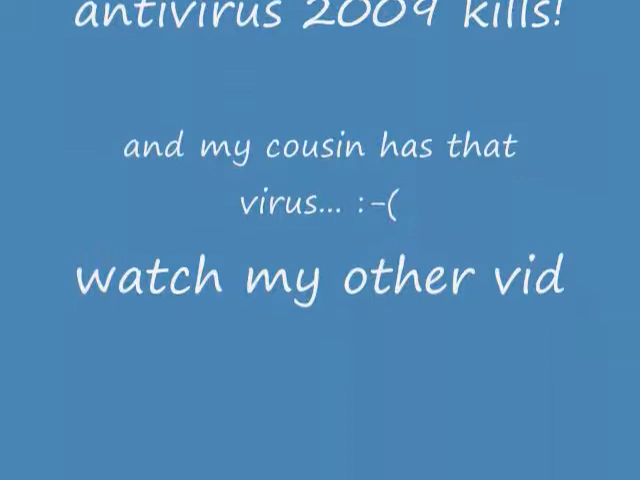 antivirus 2009 kills!
and my cousin has that
virus... :-(
watch my other vid